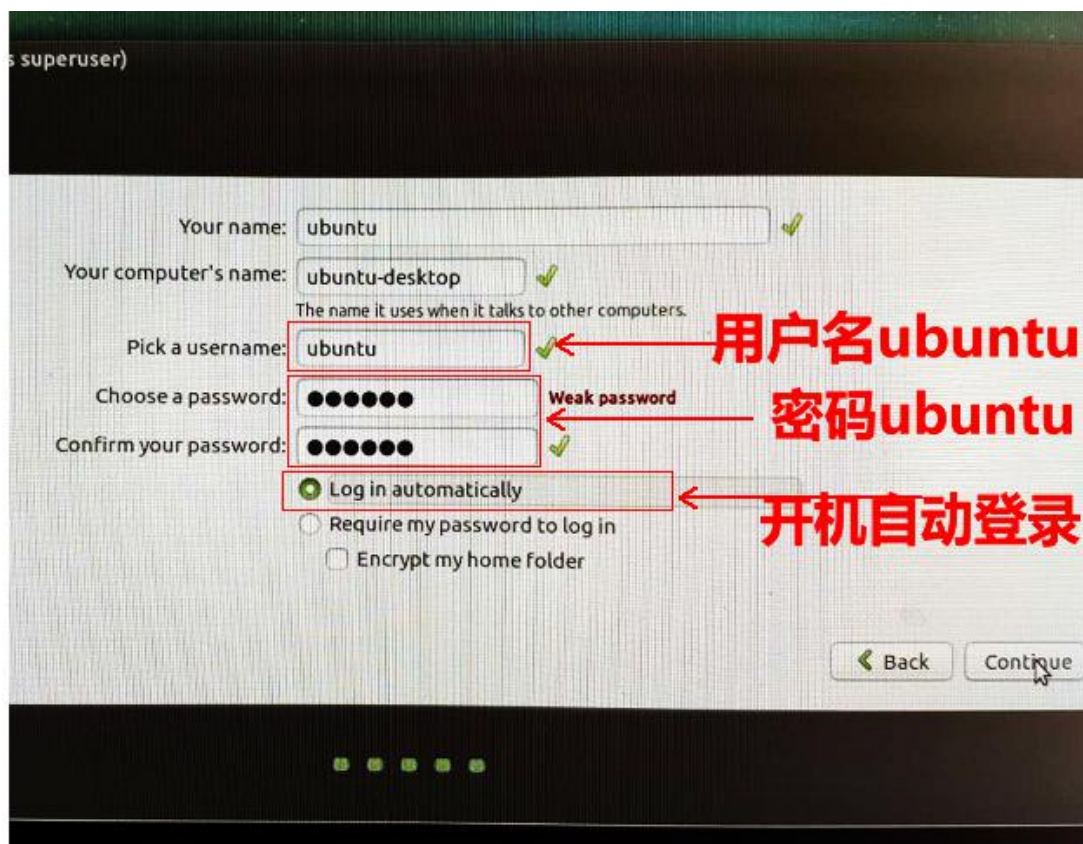 s superuser)
Your name: ubuntu
Your computer's name: ubuntu-desktop
The name it uses when it talks to other computers.
Pick a username: ubuntu
用户名ubuntu
Choose a password: ●●●●●● Weak password
密码ubuntu
Confirm your password: ●●●●●●
Log in automatically
开机自动登录
Require my password to log in
Encrypt my home folder
Back Continue